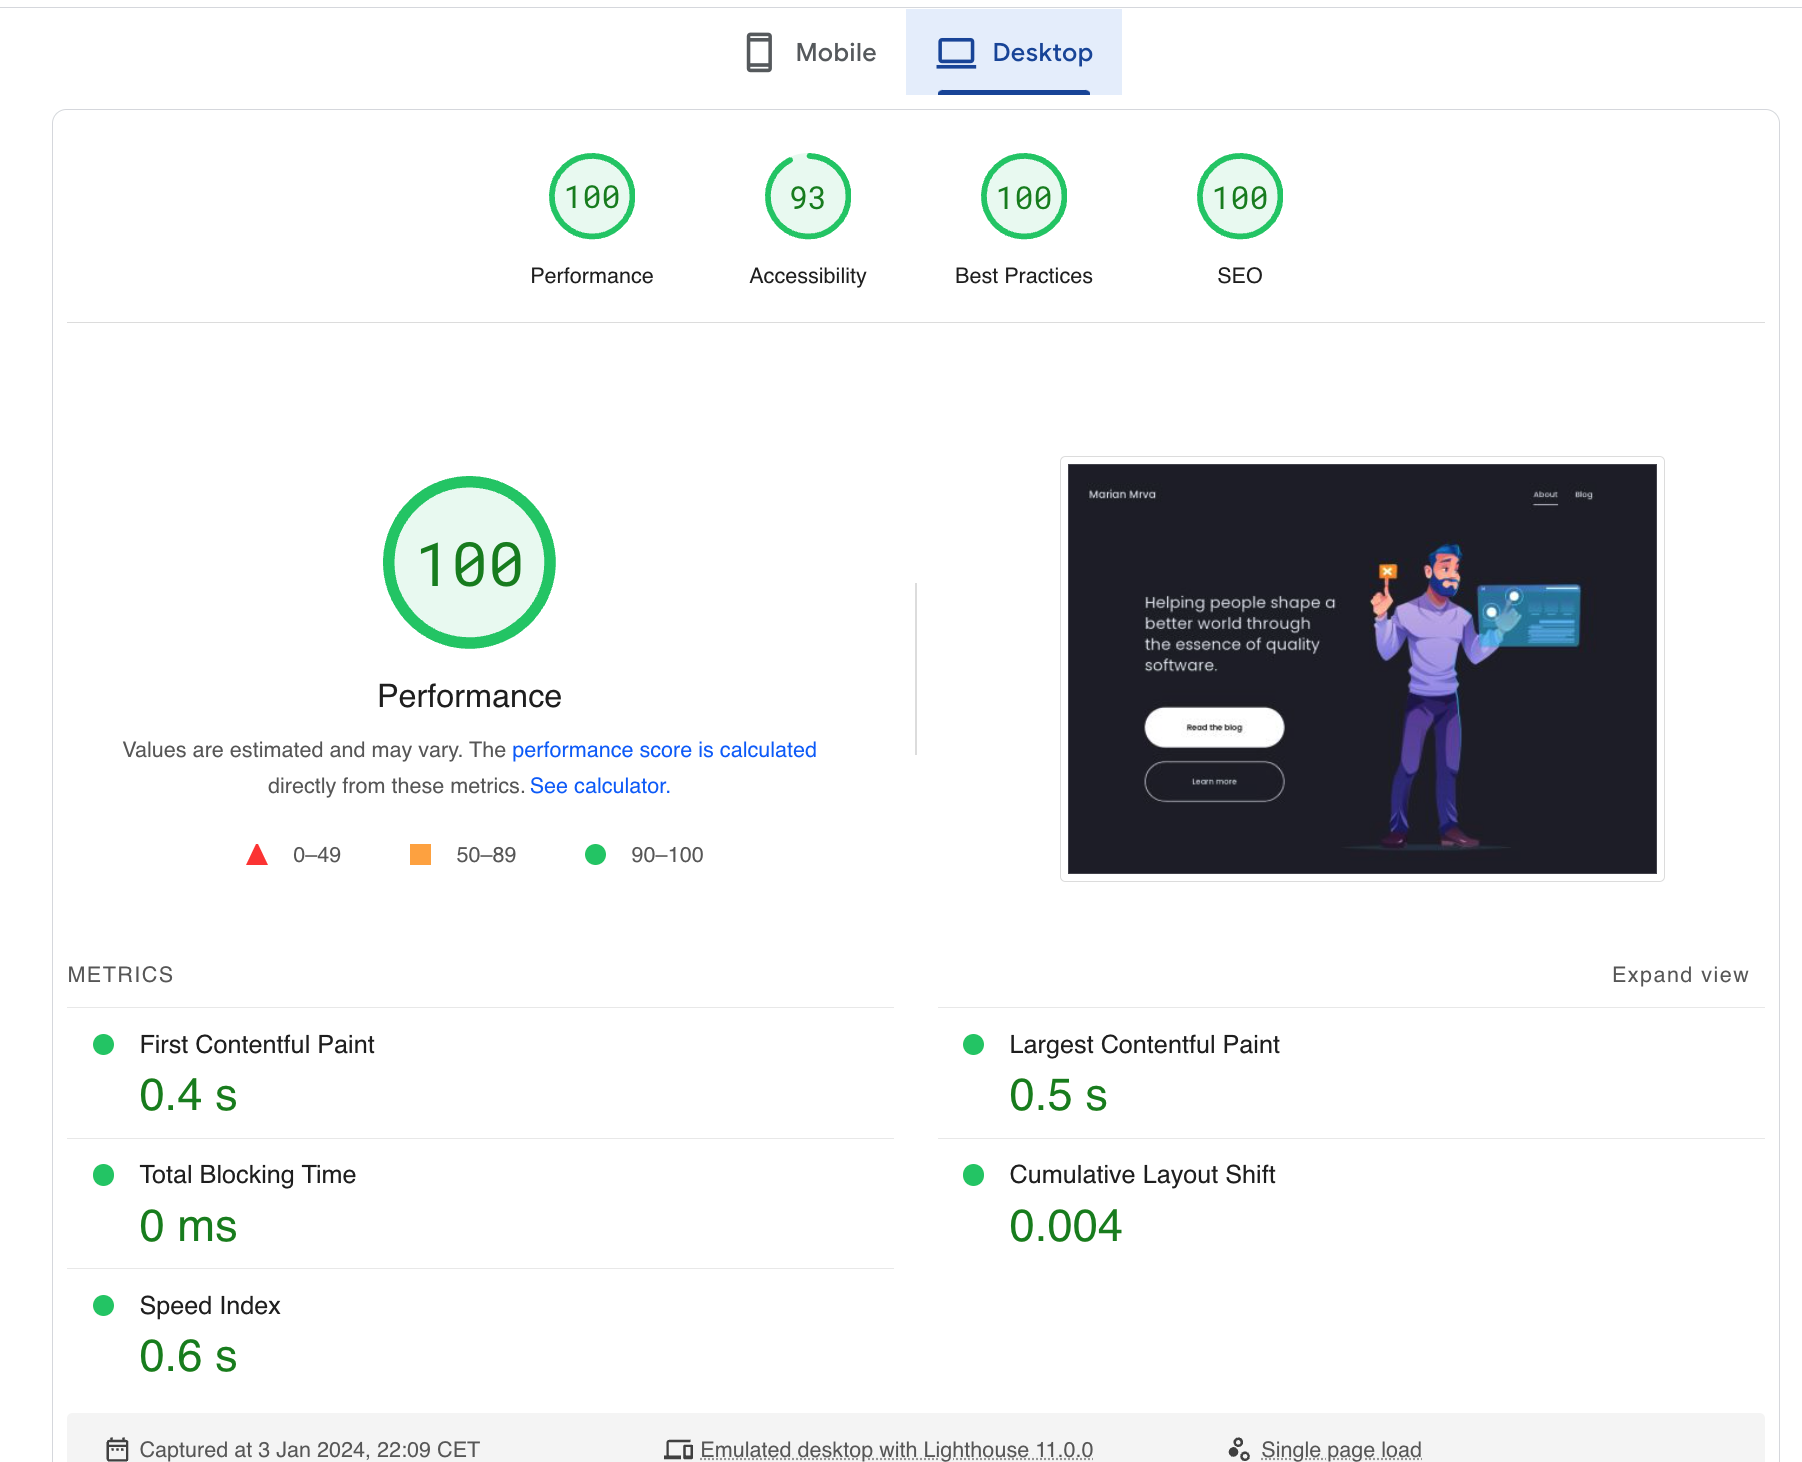 Mobile
Desktop
100
93
100
100
Performance
Accessibility
Best Practices
SEO
100
Performance
Values are estimated and may vary. The performance score is calculated
directly from these metrics. See calculator.
0–49
50–89
90–100
Marian Mrva
About
Blog
Helping people shape a
better world through
the essence of quality
software.
Read the blog
Learn more
METRICS
Expand view
First Contentful Paint
0.4 s
Largest Contentful Paint
0.5 s
Total Blocking Time
0 ms
Cumulative Layout Shift
0.004
Speed Index
0.6 s
Captured at 3 Jan 2024, 22:09 CET
Emulated desktop with Lighthouse 11.0.0
Single page load